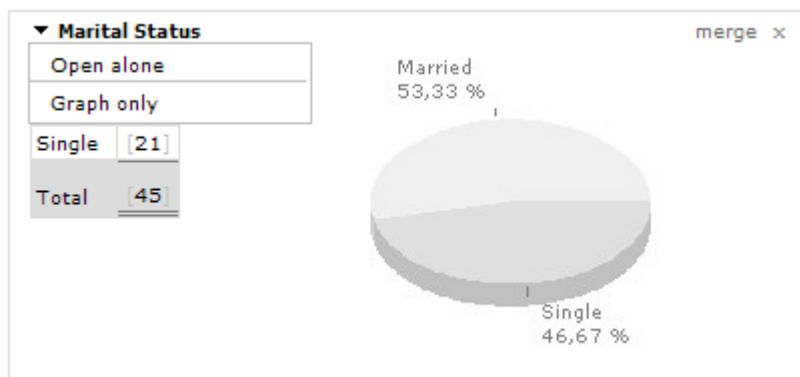 ▼ Marital Status
merge x
Open alone
Graph only
Single [21]
Total [45]
Married
53,33 %
Single
46,67 %